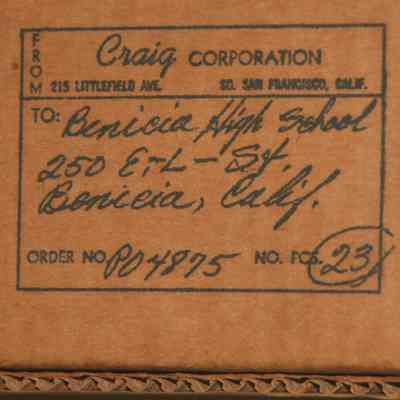 FROM
Craig CORPORATION
215 LITTLEFIELD AVE. SO. SAN FRANCISCO, CALIF.
TO: Benicia High School
250 E.-L - St.
Benicia, Calif.
ORDER NO. PO4875 NO. PCS. 23